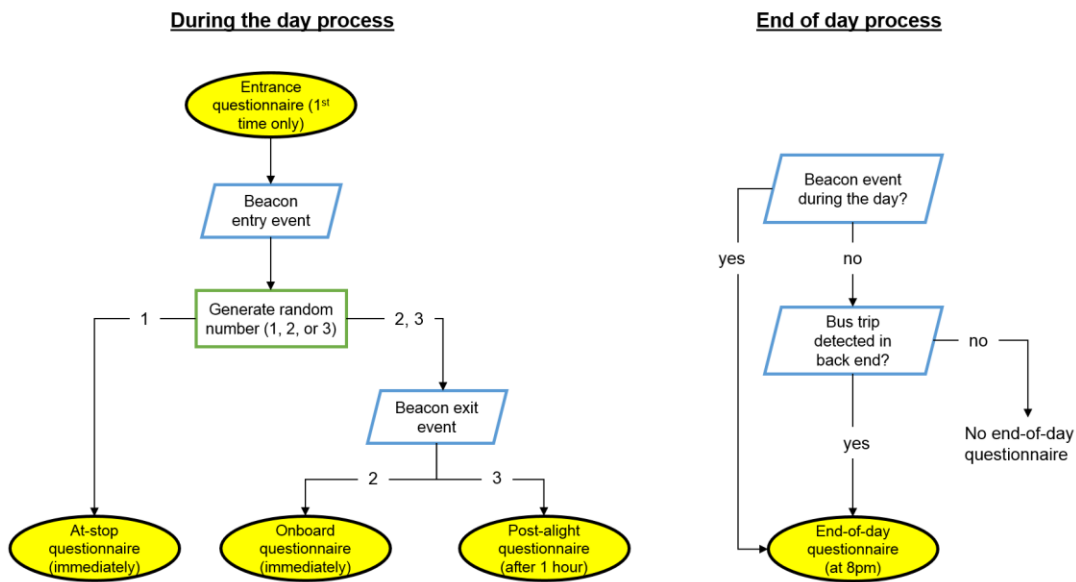 During the day process
Entrance
questionnaire (1st
time only)
Beacon
entry event
Generate random
number (1, 2, or 3)
1
2, 3
Beacon exit
event
2
3
At-stop
questionnaire
(immediately)
Onboard
questionnaire
(immediately)
Post-alight
questionnaire
(after 1 hour)
End of day process
Beacon event
during the day?
yes
no
Bus trip
detected in
back end?
no
yes
No end-of-day
questionnaire
End-of-day
questionnaire
(at 8pm)